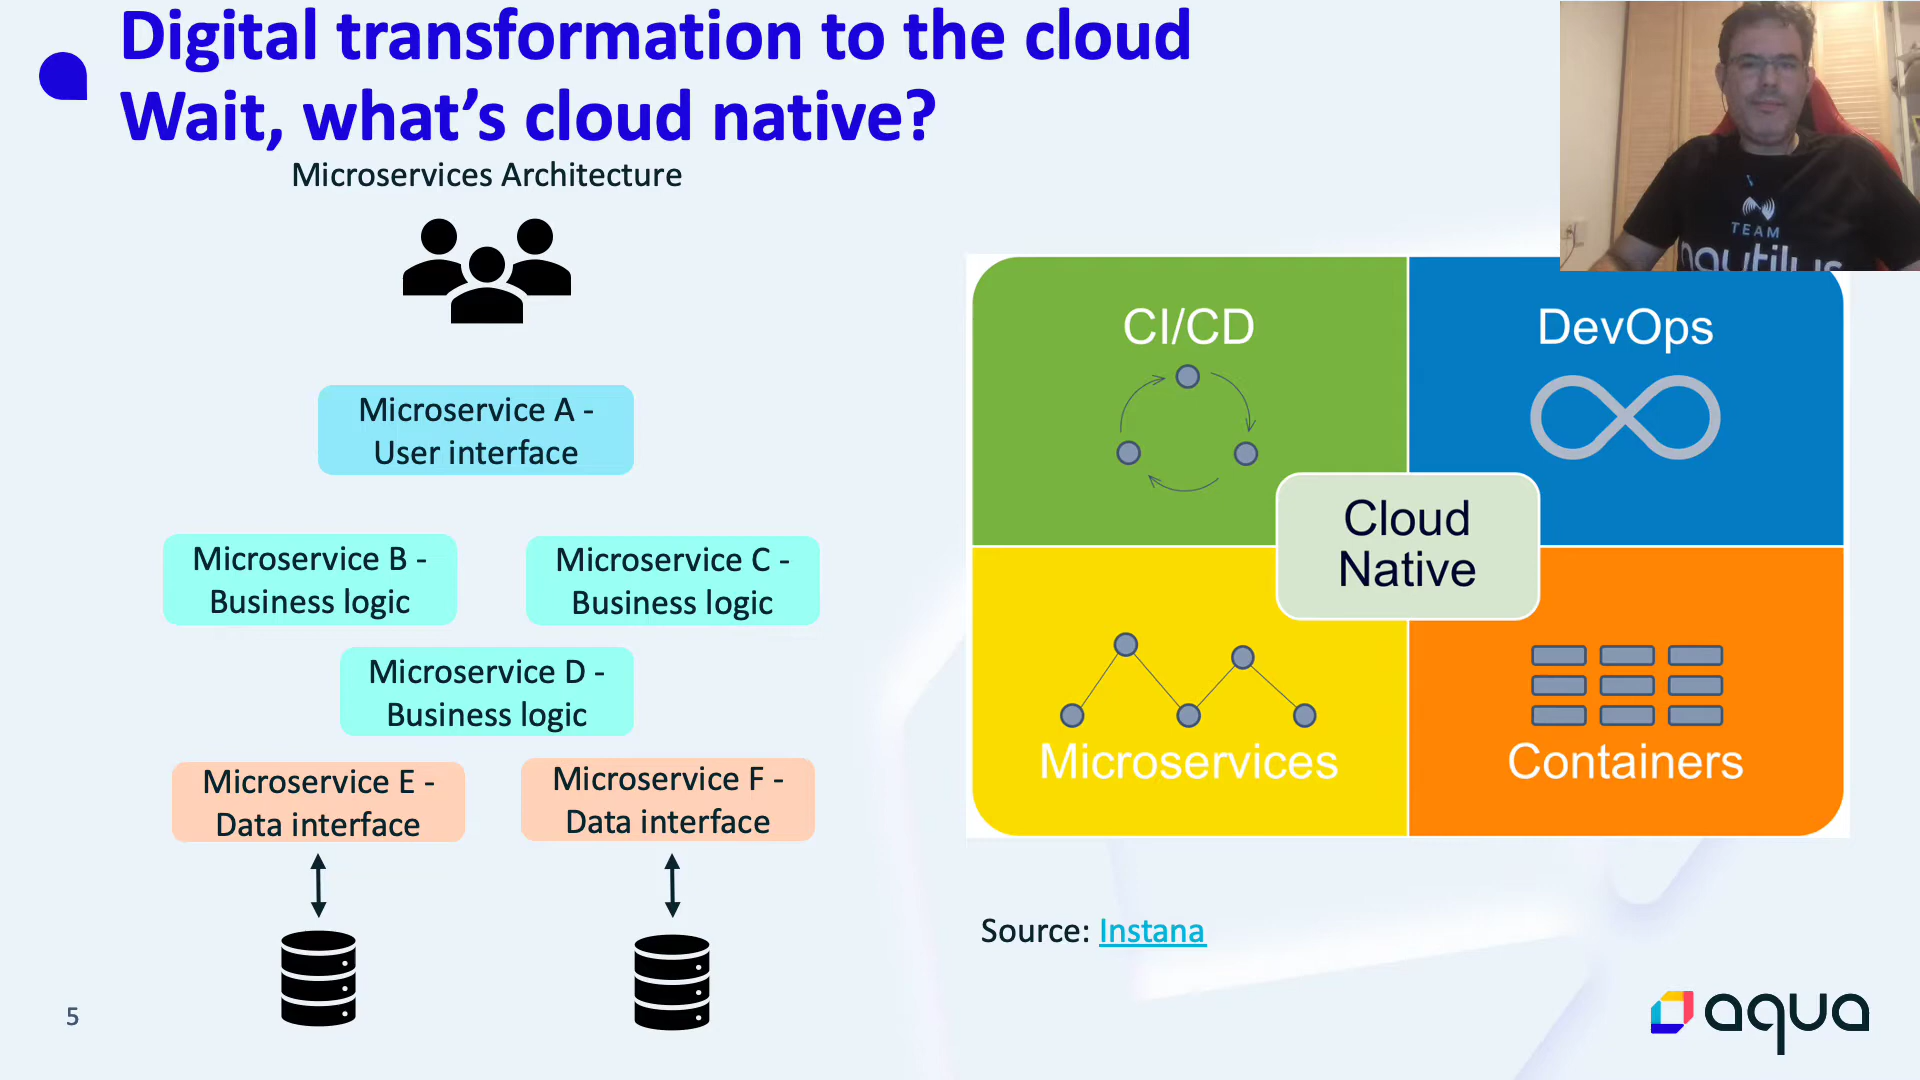 Digital transformation to the cloud
Wait, what's cloud native?
Microservices Architecture
Microservice A -
User interface
Microservice B -
Business logic
Microservice C -
Business logic
Microservice D -
Business logic
Microservice E -
Data interface
Microservice F -
Data interface
CI/CD
DevOps
Cloud
Native
Microservices
Containers
Source: Instana
5
aqua
TEAM
nautilus